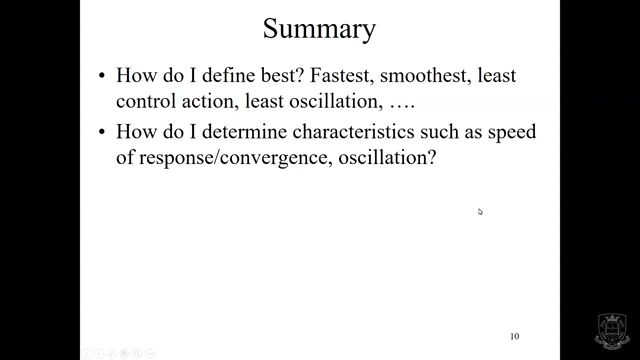 Summary
• How do I define best? Fastest, smoothest, least
control action, least oscillation, ….
• How do I determine characteristics such as speed
of response/convergence, oscillation?
10